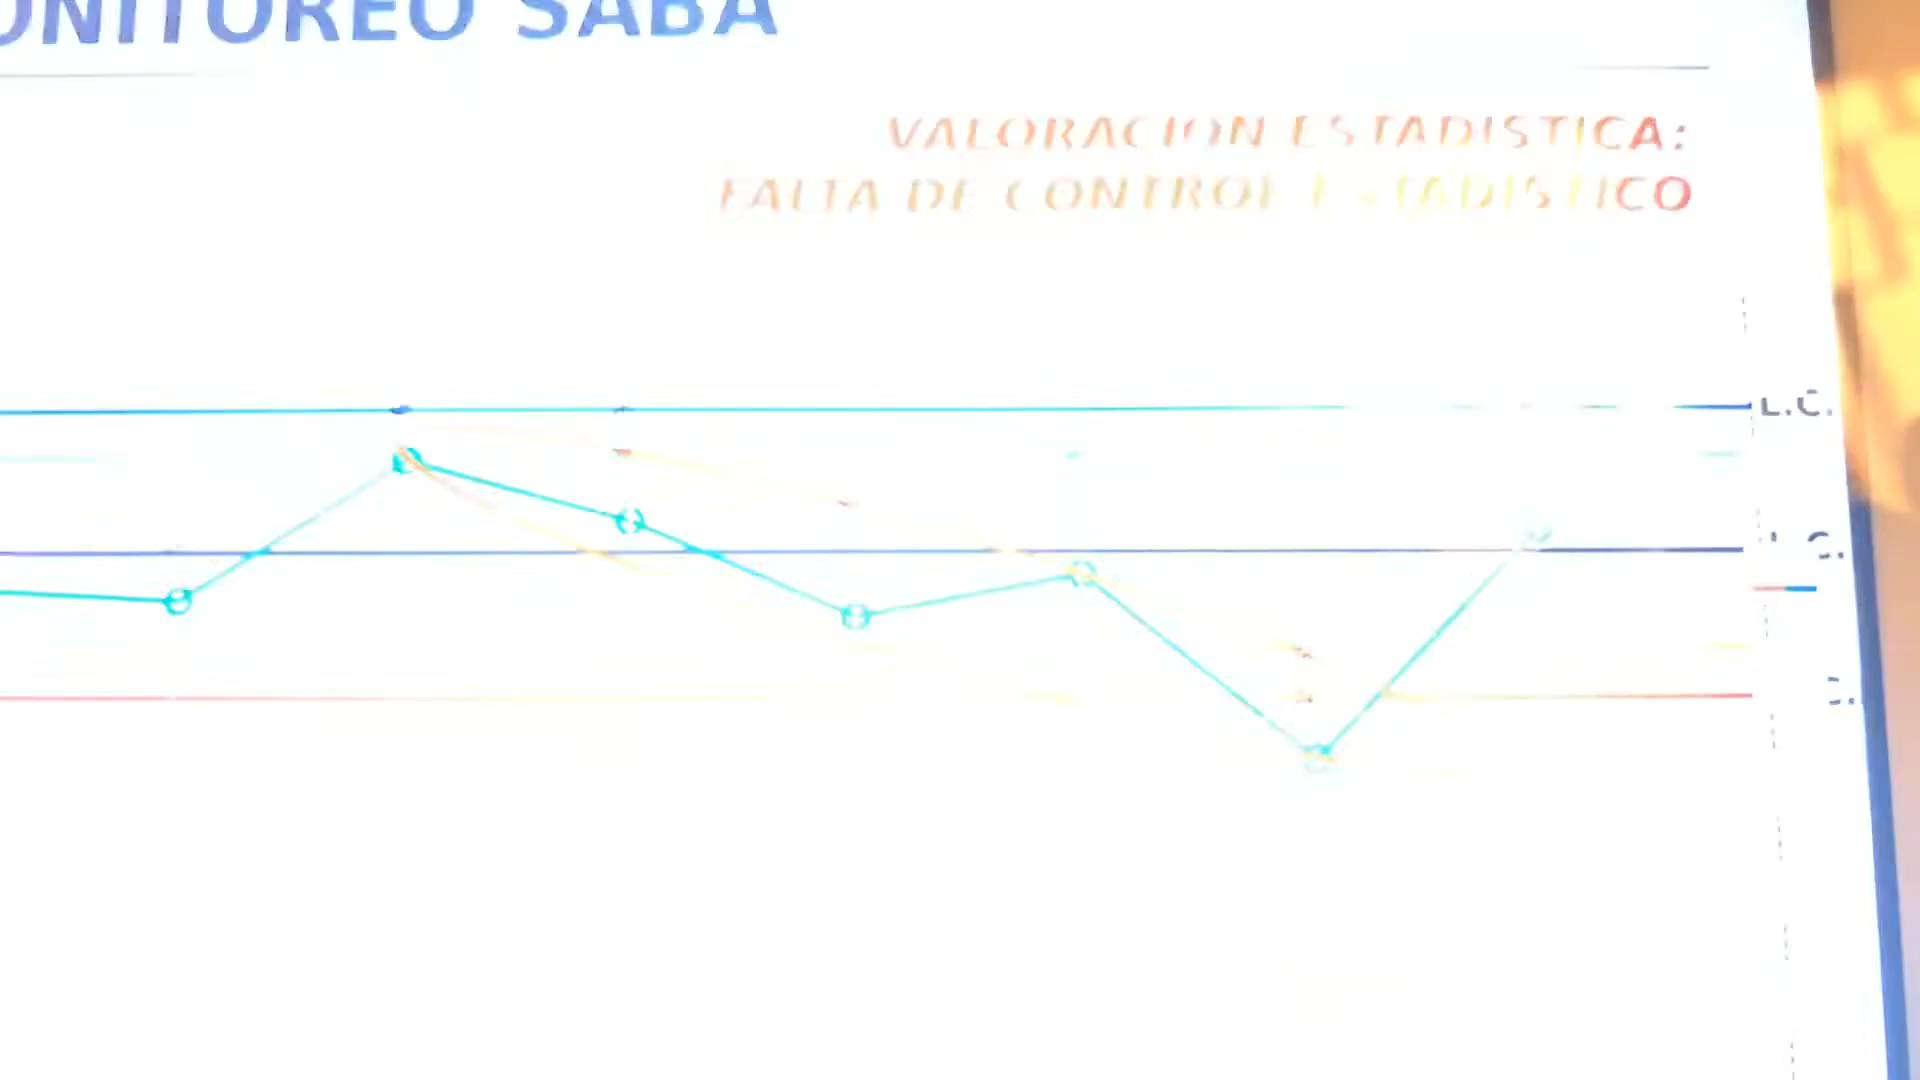 ONITOREO SABA
VALORACION ESTADISTICA:
FALTA DE CONTROL ESTADISTICO
L.C.